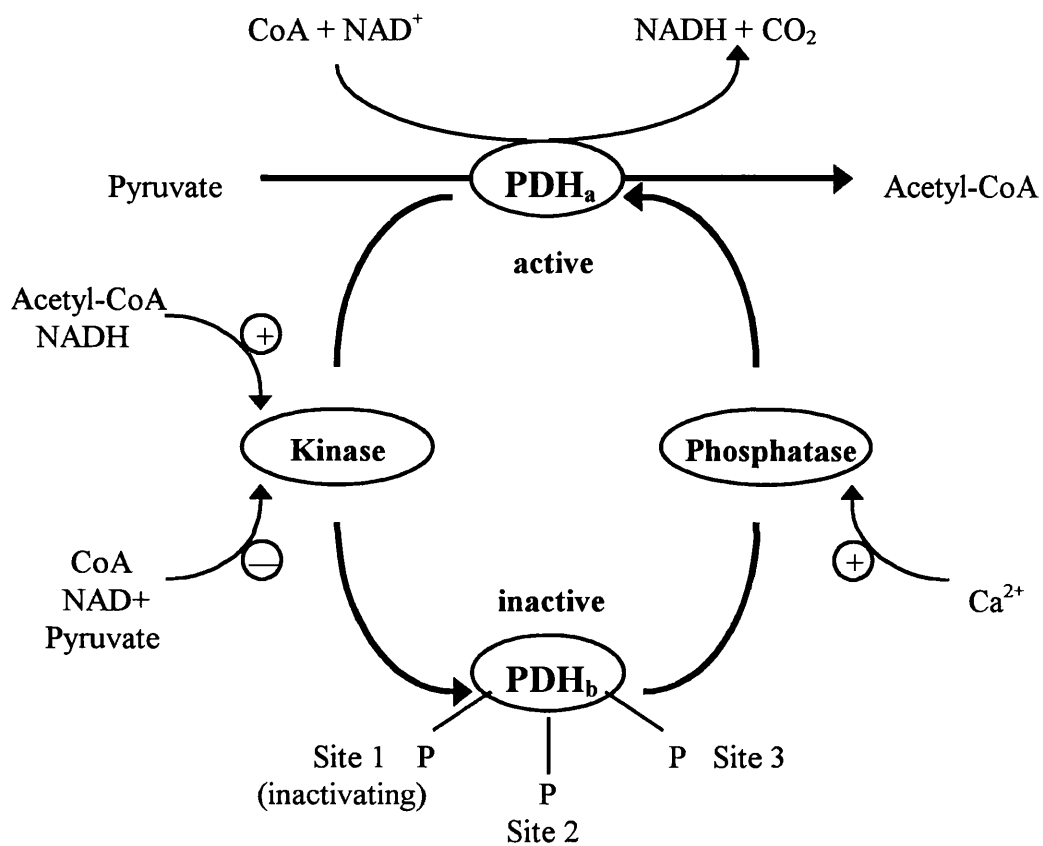 CoA + NAD⁺
NADH + CO₂
Pyruvate
PDHₐ
Acetyl-CoA
active
Acetyl-CoA
NADH
+
Kinase
Phosphatase
—
CoA
NAD+
Pyruvate
+
Ca²⁺
inactive
PDH_b
Site 1 P
(inactivating)
P
Site 2
P Site 3